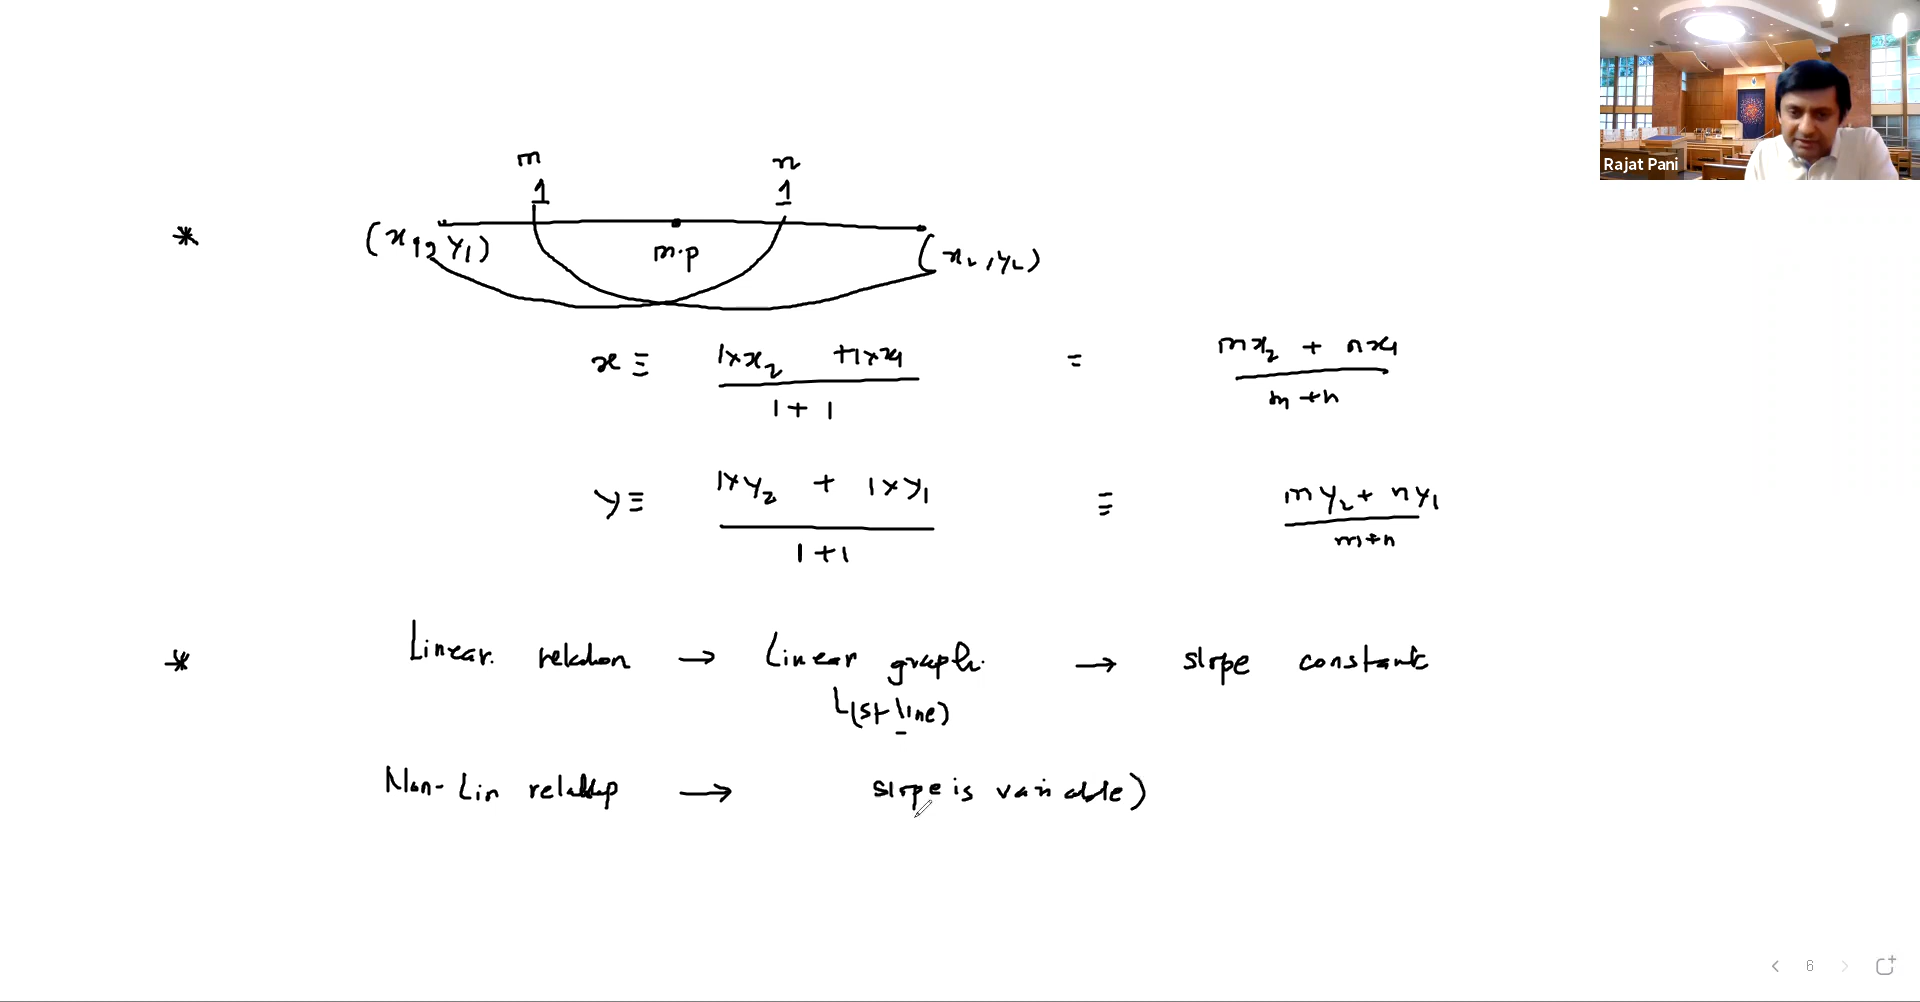 Rajat Pani
m n
1 1
*
(x1, y1) m.p (x2, y2)
x ≡ 1×x2 +1×x1 = mx2 + nx1
1+1 m+n
y ≡ 1×y2 + 1×y1 ≡ my2 + ny1
1+1 m+n
* Linear relation → Linear graph → slope constant
(st line)
Non-Lin → slope is variable)
6